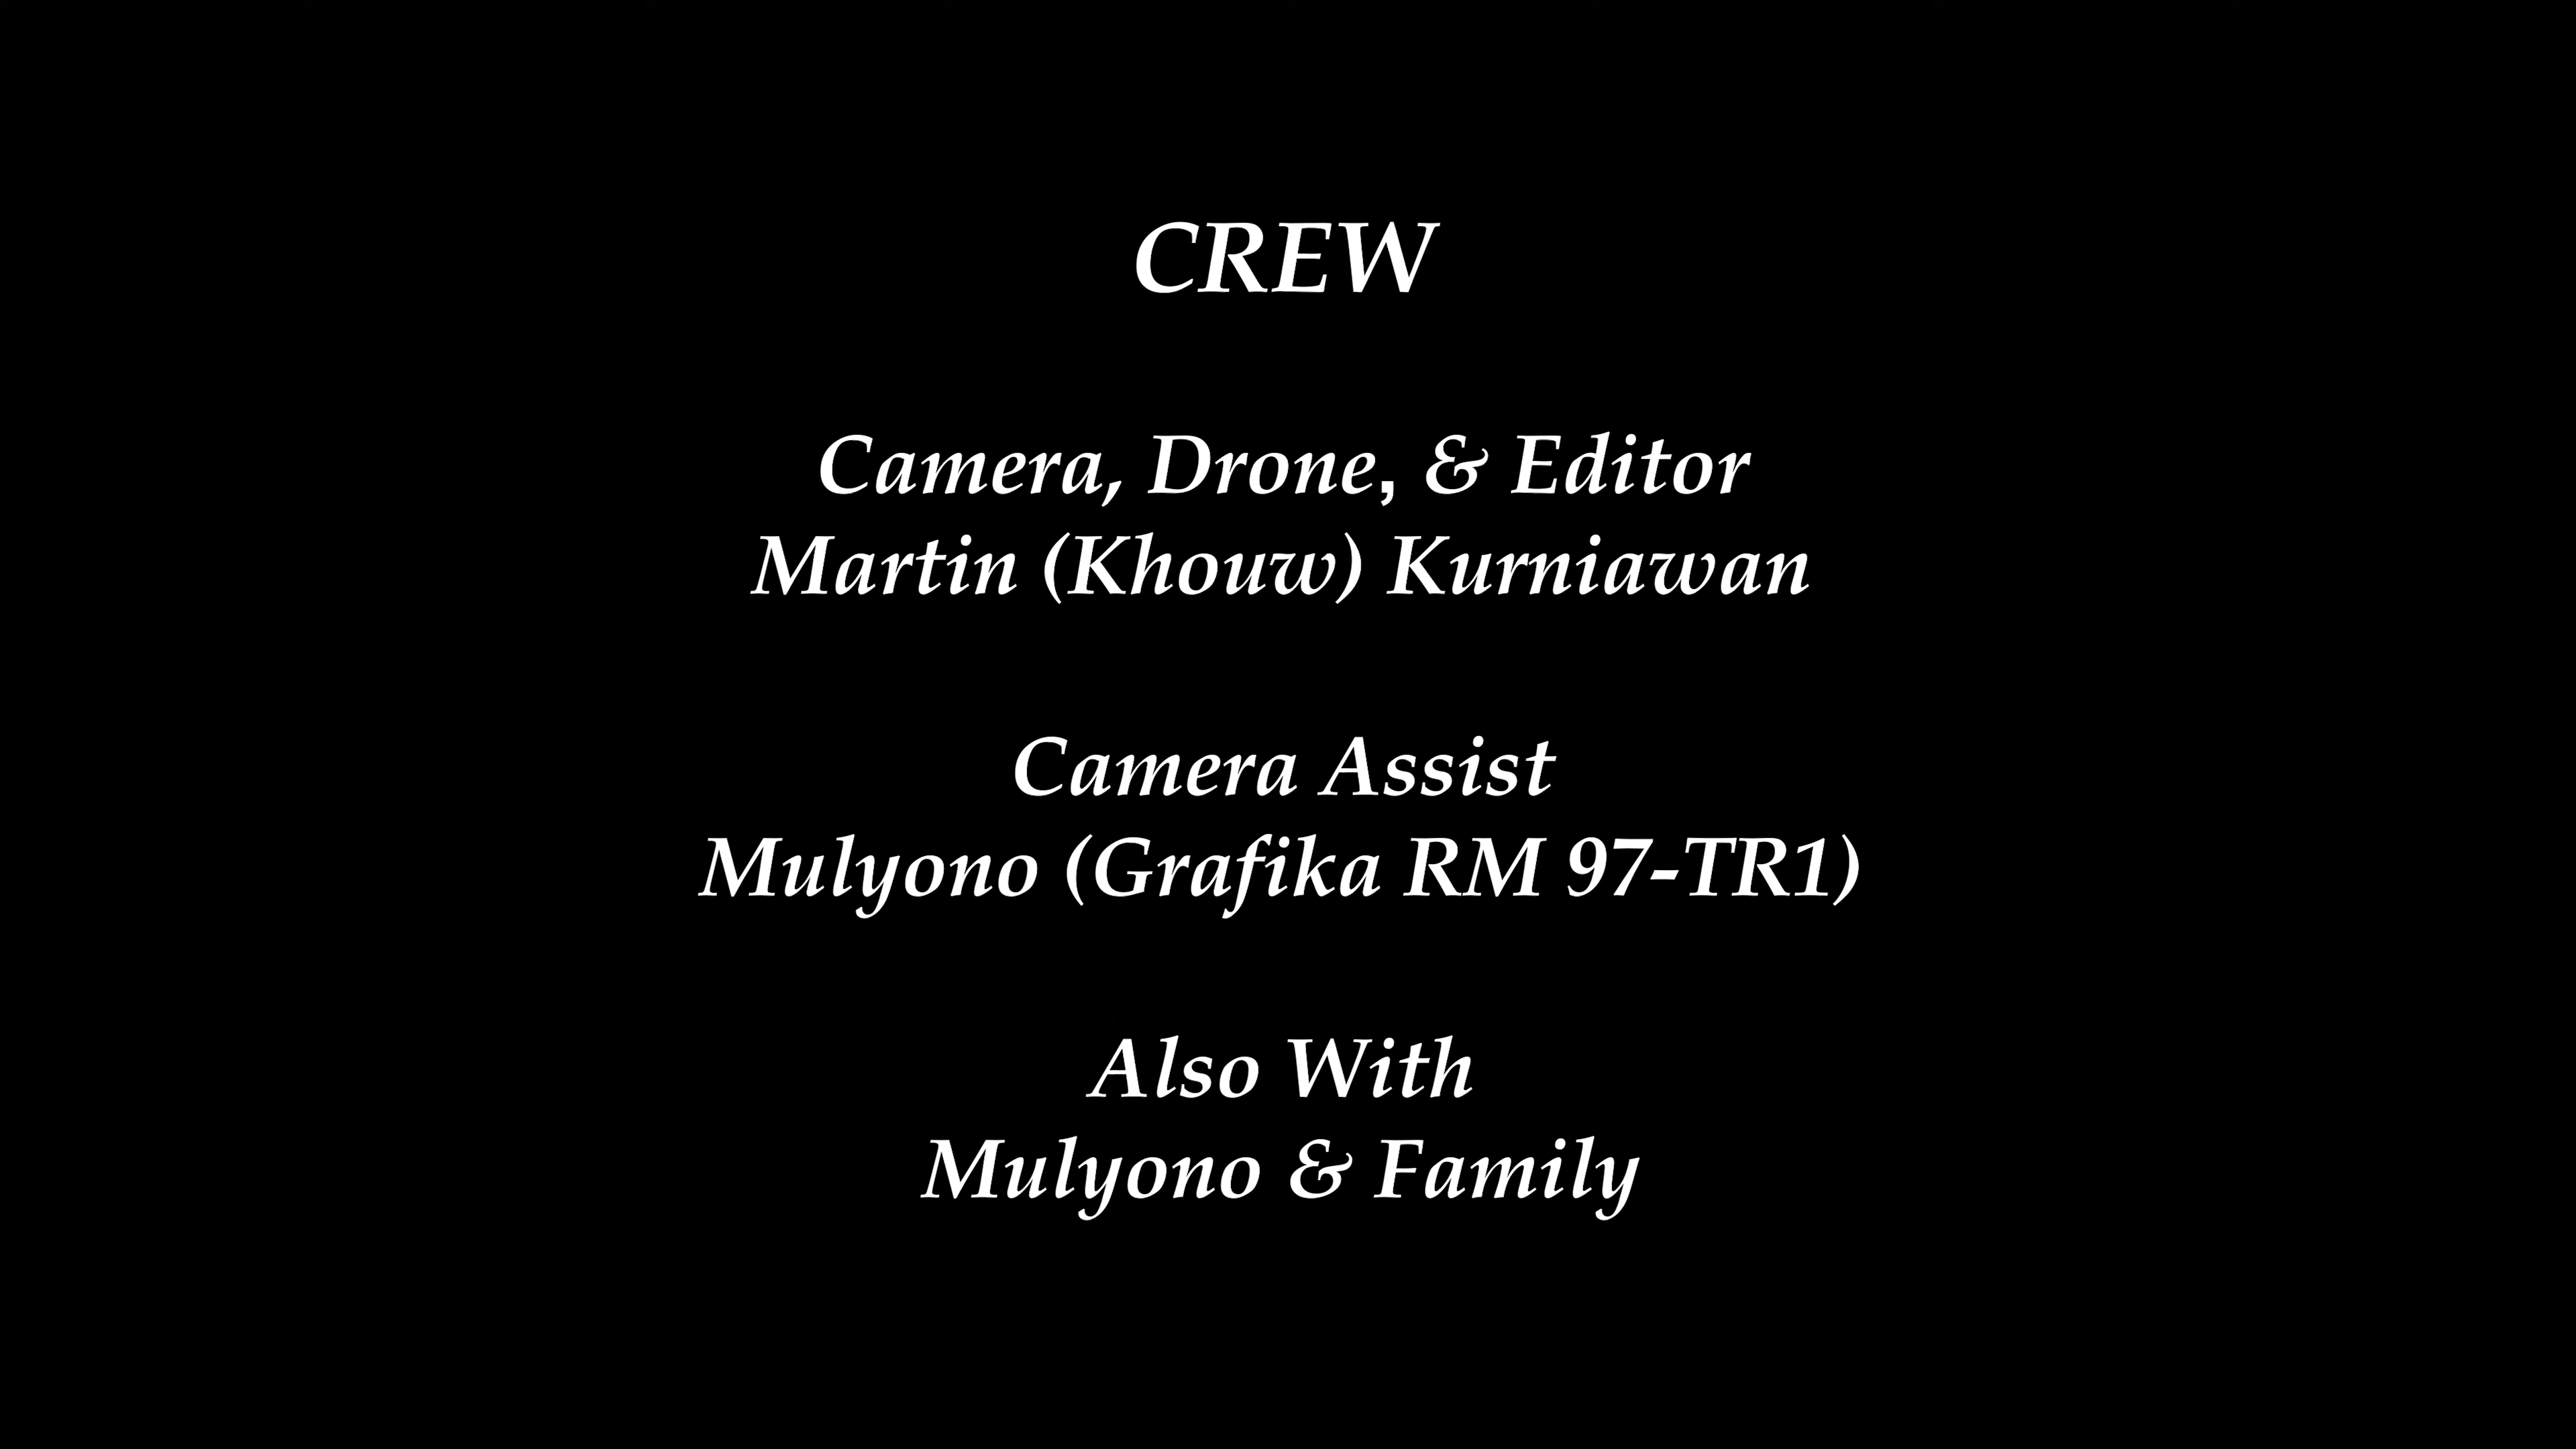 CREW
Camera, Drone, & Editor
Martin (Khouw) Kurniawan
Camera Assist
Mulyono (Grafika RM 97-TR1)
Also With
Mulyono & Family